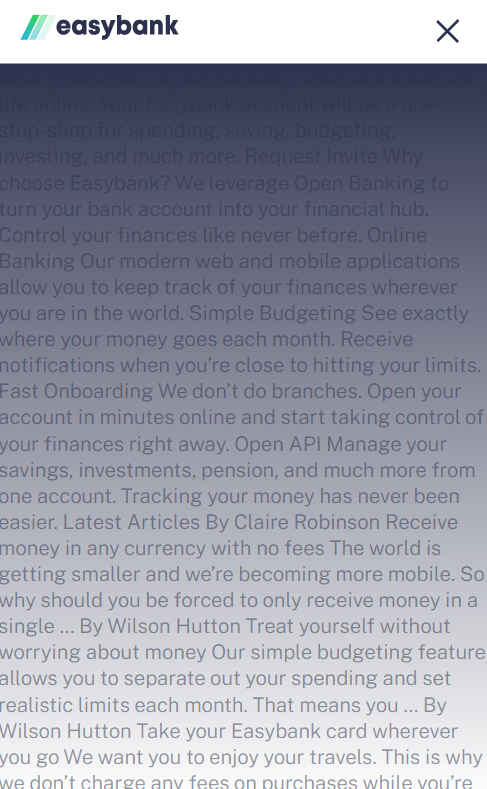 easybank
life online. Your Easybank account will be a one-
stop-shop for spending, saving, budgeting,
investing, and much more. Request Invite Why
choose Easybank? We leverage Open Banking to
turn your bank account into your financial hub.
Control your finances like never before. Online
Banking Our modern web and mobile applications
allow you to keep track of your finances wherever
you are in the world. Simple Budgeting See exactly
where your money goes each month. Receive
notifications when you’re close to hitting your limits.
Fast Onboarding We don’t do branches. Open your
account in minutes online and start taking control of
your finances right away. Open API Manage your
savings, investments, pension, and much more from
one account. Tracking your money has never been
easier. Latest Articles By Claire Robinson Receive
money in any currency with no fees The world is
getting smaller and we’re becoming more mobile. So
why should you be forced to only receive money in a
single … By Wilson Hutton Treat yourself without
worrying about money Our simple budgeting feature
allows you to separate out your spending and set
realistic limits each month. That means you … By
Wilson Hutton Take your Easybank card wherever
you go We want you to enjoy your travels. This is why
we don’t charge any fees on purchases while you’re